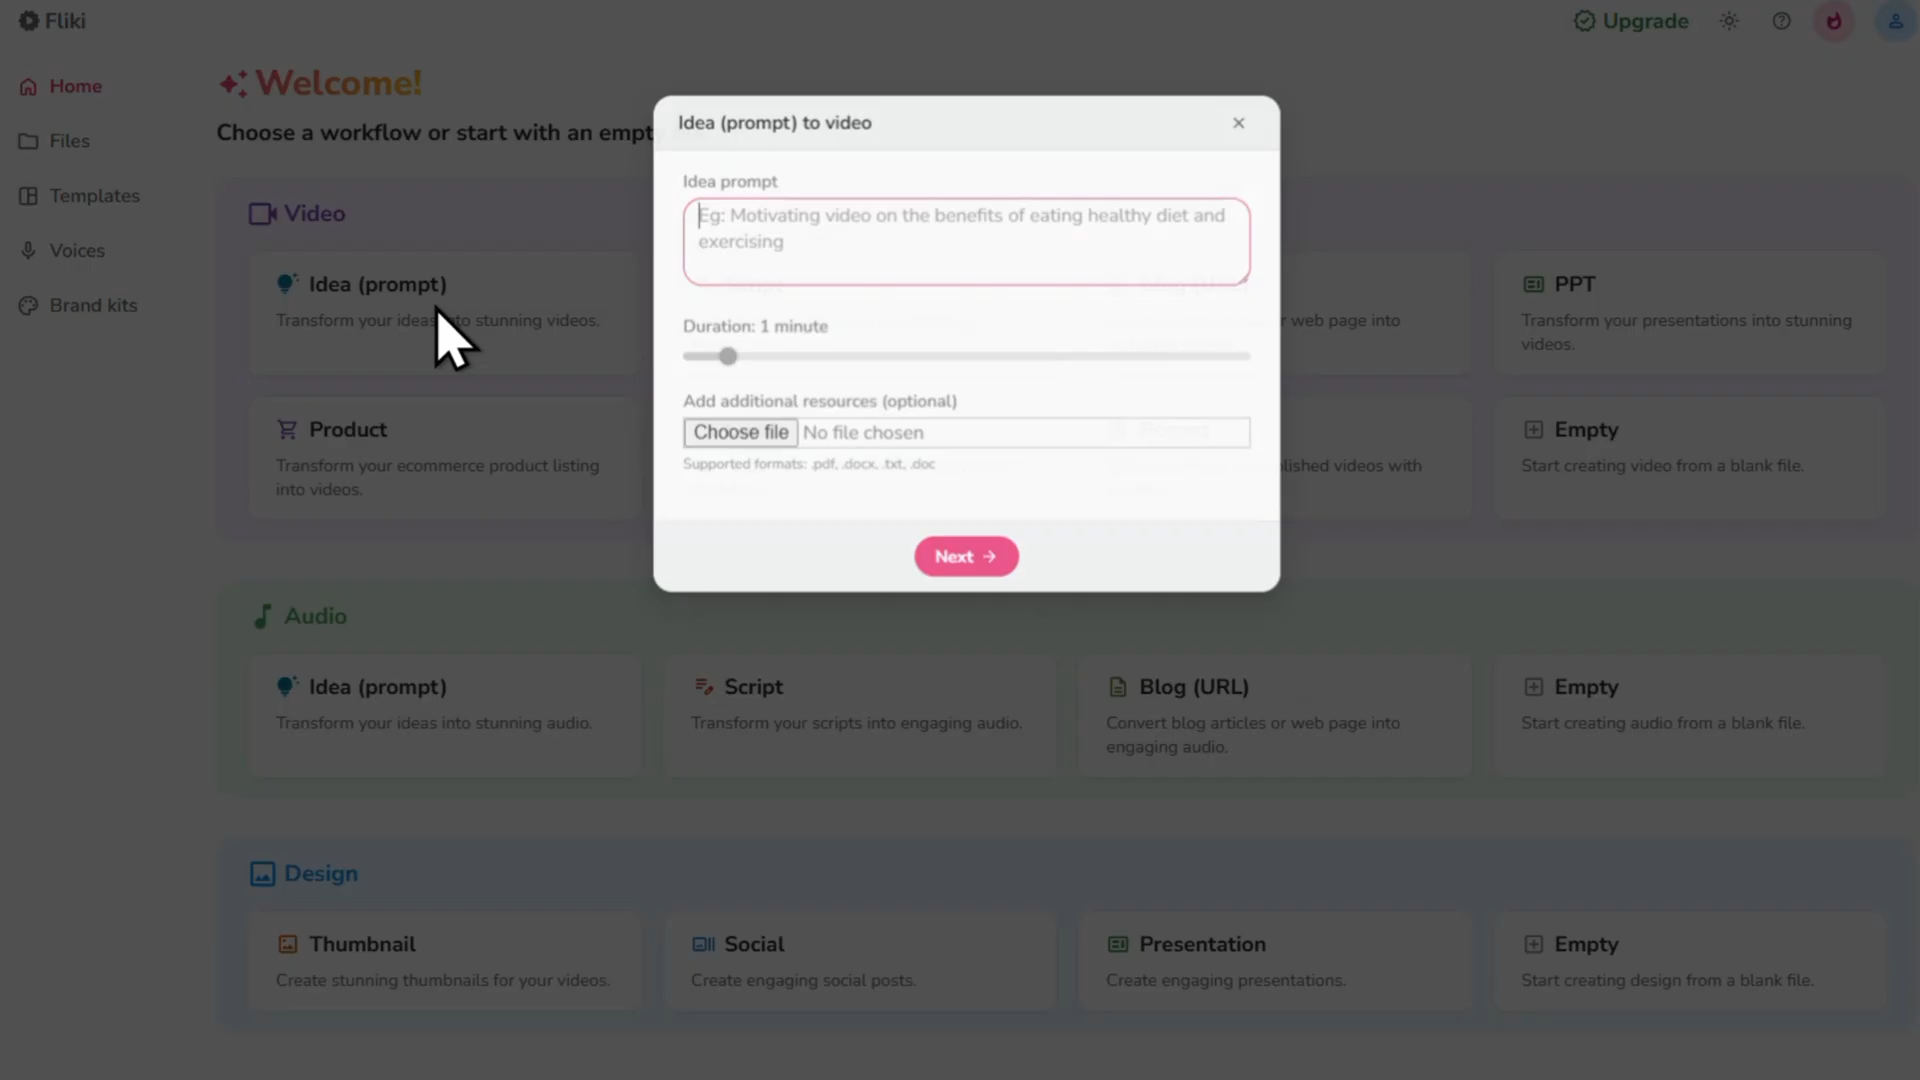 Fliki
Upgrade
Home
Files
Templates
Voices
Brand kits
Welcome!
Choose a workflow or start with an empty
Video
Idea (prompt)
Transform your ideas into stunning videos.
r web page into
PPT
Transform your presentations into stunning
videos.
Product
Transform your ecommerce product listing
into videos.
lished videos with
Empty
Start creating video from a blank file.
Idea (prompt) to video
Idea prompt
Eg: Motivating video on the benefits of eating healthy diet and
exercising
Duration: 1 minute
Add additional resources (optional)
Choose file No file chosen
Supported formats: .pdf, .docx, .txt, .doc
Next
Audio
Idea (prompt)
Transform your ideas into stunning audio.
Script
Transform your scripts into engaging audio.
Blog (URL)
Convert blog articles or web page into
engaging audio.
Empty
Start creating audio from a blank file.
Design
Thumbnail
Create stunning thumbnails for your videos.
Social
Create engaging social posts.
Presentation
Create engaging presentations.
Empty
Start creating design from a blank file.